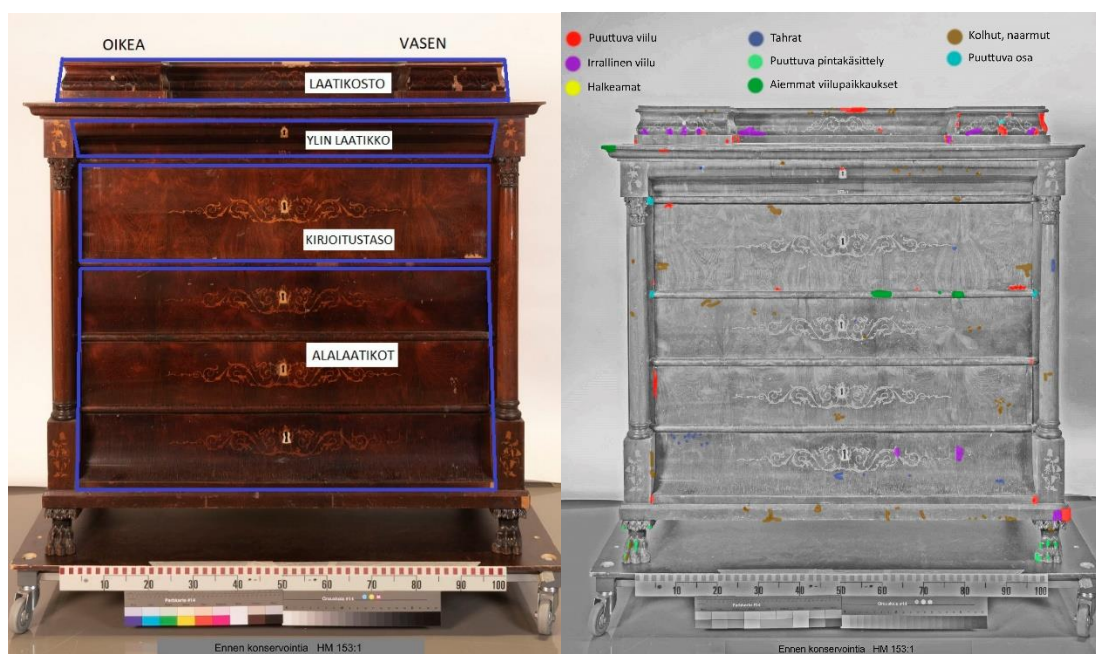 OIKEA
VASEN
LAATIKOSTO
YLIN LAATIKKO
KIRJOITUSTASO
ALALAATIKOT
10 20 30 40 50 60 70 80 90 100
Ennen konservointia HM 153:1
Puuttuva viilu
Irrallinen viilu
Halkeamat
Tahrat
Puuttuva pintakäsittely
Aiemmat viilupaikkaukset
Kolhut, naarmut
Puuttuva osa
10 20 30 40 50 60 70 80 90 100
Ennen konservointia HM 153:1